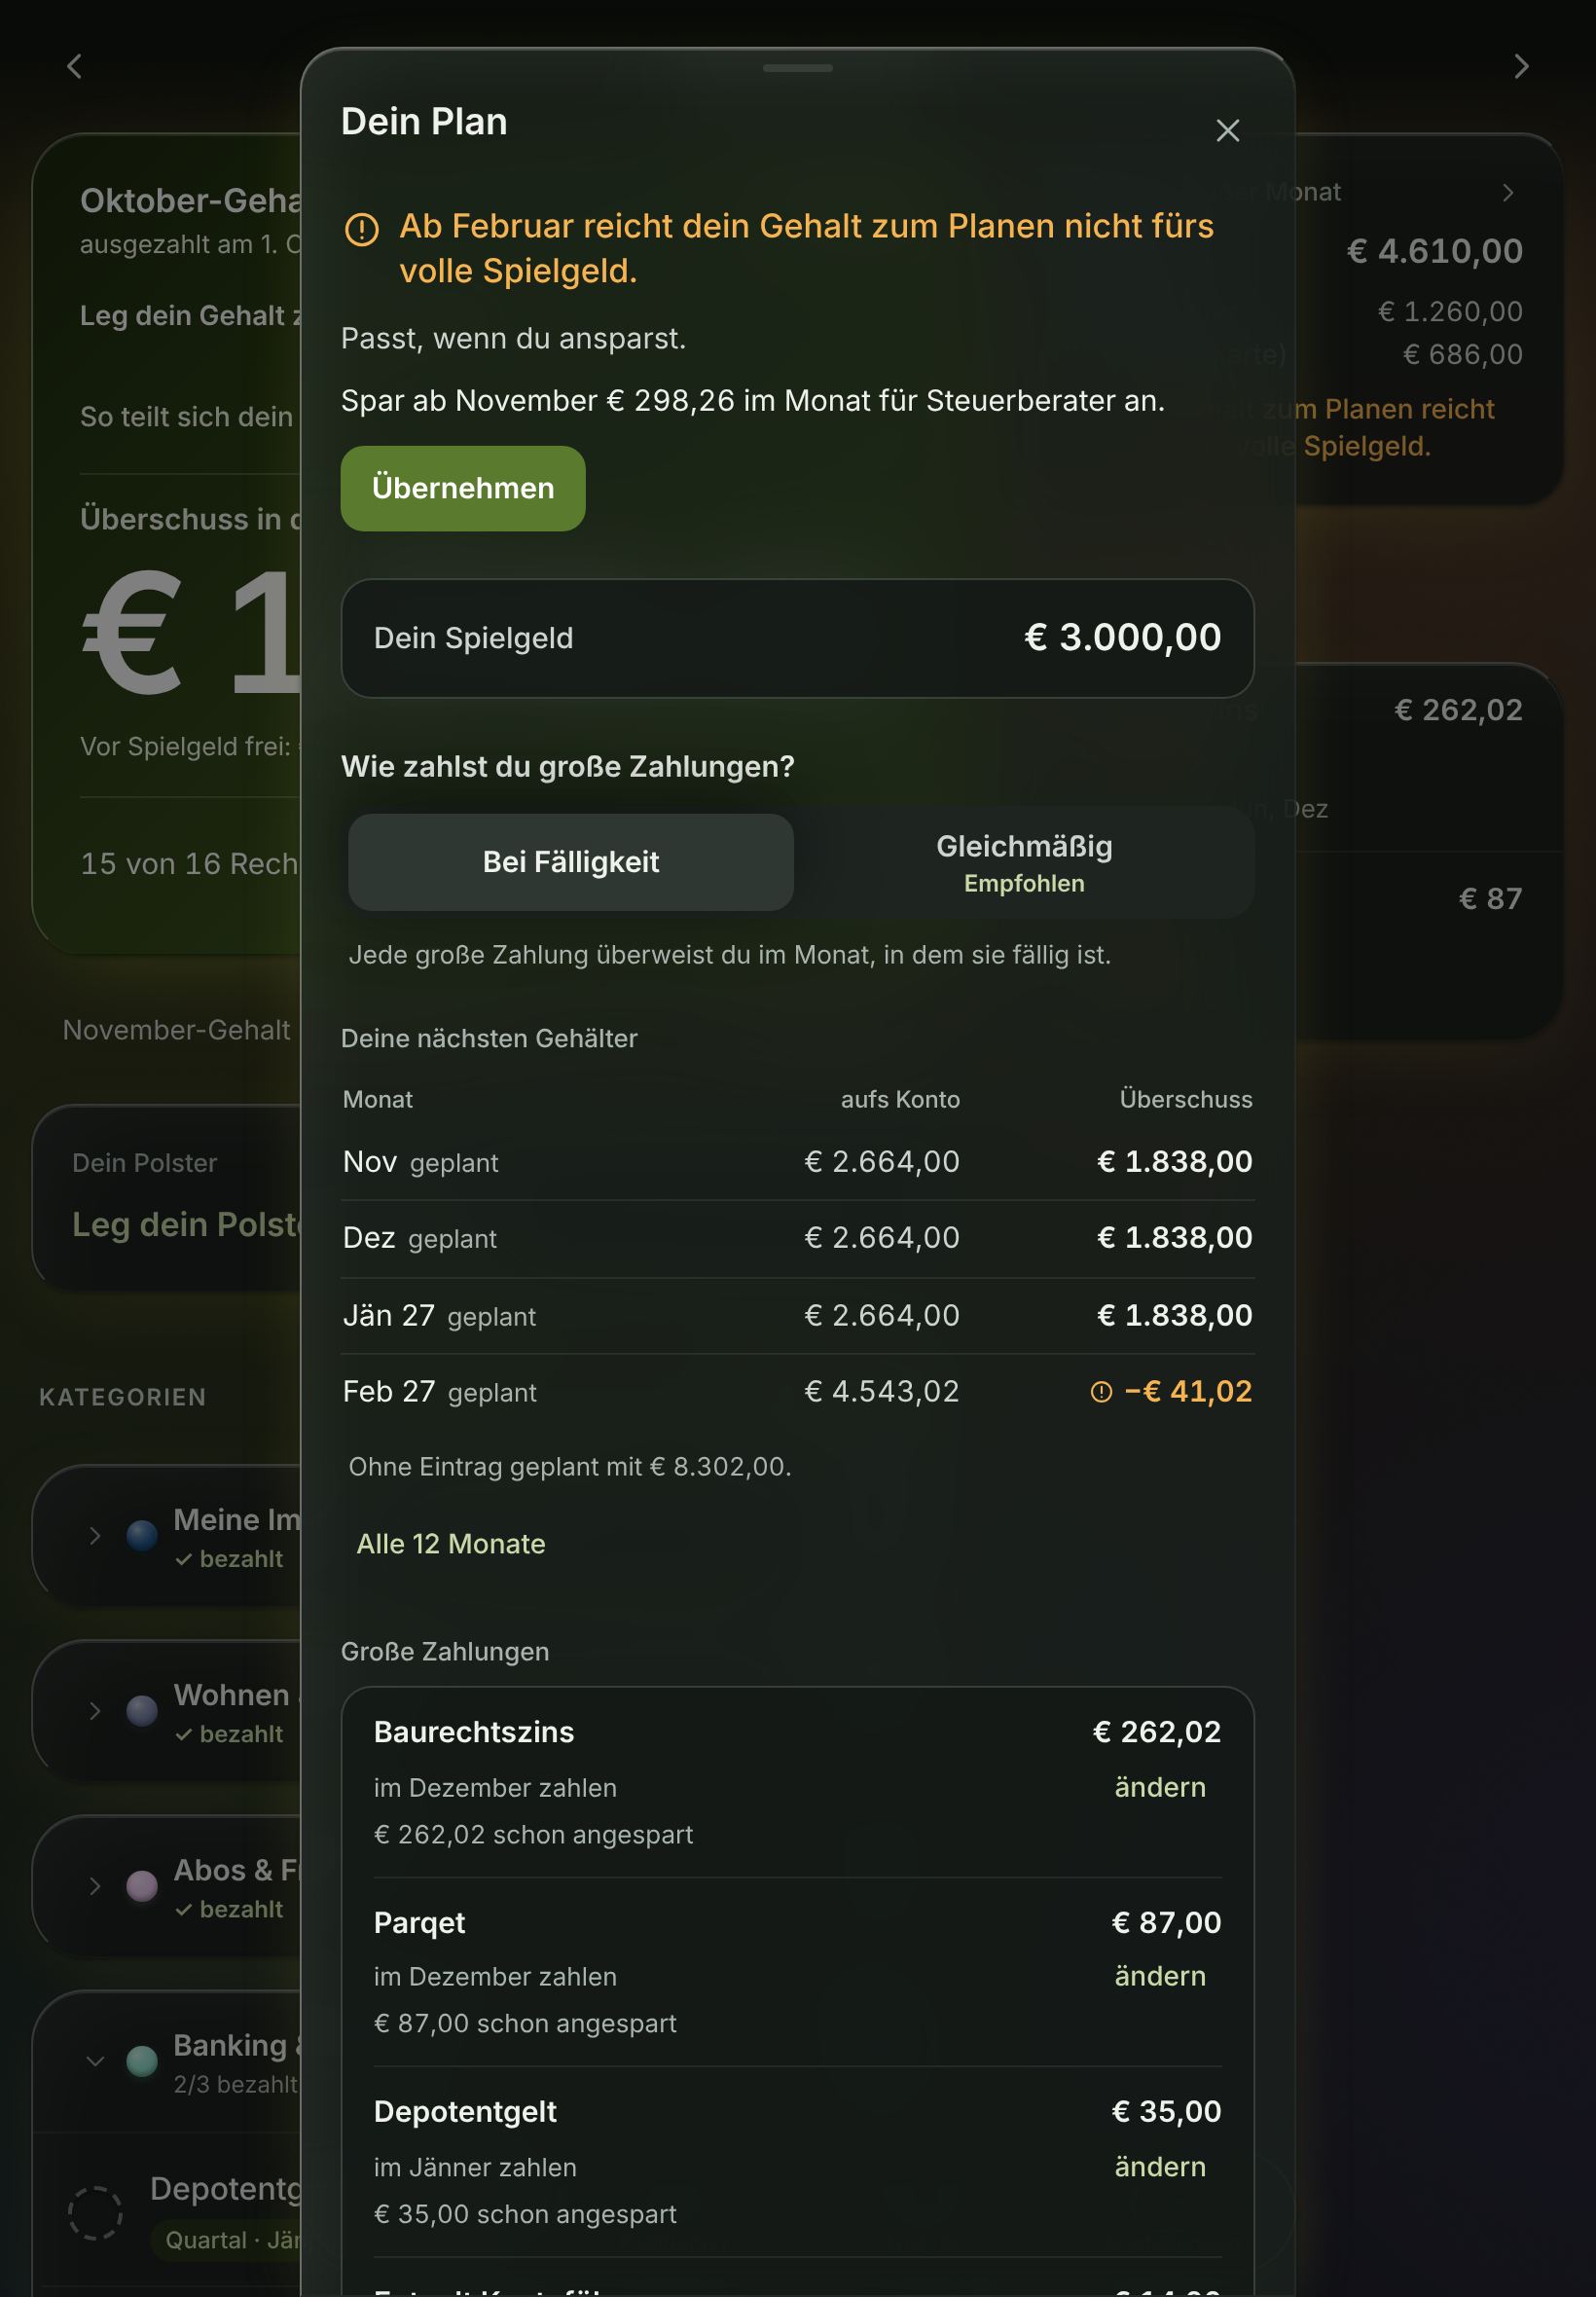 Dein Plan
Ab Februar reicht dein Gehalt zum Planen nicht fürs
volle Spielgeld.
Passt, wenn du ansparst.
Spar ab November € 298,26 im Monat für Steuerberater an.
Übernehmen
Dein Spielgeld € 3.000,00
Wie zahlst du große Zahlungen?
Bei Fälligkeit
Gleichmäßig
Empfohlen
Jede große Zahlung überweist du im Monat, in dem sie fällig ist.
Deine nächsten Gehälter
Monat aufs Konto Überschuss
Nov geplant € 2.664,00 € 1.838,00
Dez geplant € 2.664,00 € 1.838,00
Jän 27 geplant € 2.664,00 € 1.838,00
Feb 27 geplant € 4.543,02 −€ 41,02
Ohne Eintrag geplant mit € 8.302,00.
Alle 12 Monate
Große Zahlungen
Baurechtszins € 262,02
im Dezember zahlen ändern
€ 262,02 schon angespart
Parqet € 87,00
im Dezember zahlen ändern
€ 87,00 schon angespart
Depotentgelt € 35,00
im Jänner zahlen ändern
€ 35,00 schon angespart
Oktober-Geha
ausgezahlt am 1.
Leg dein Gehalt
So teilt sich dein
Überschuss in
€ 1
Vor Spielgeld frei:
15 von 16 Rech
November-Gehalt
Dein Polster
Leg dein Polst
KATEGORIEN
Meine Im
✓ bezahlt
Wohnen
✓ bezahlt
Abos & F
✓ bezahlt
Banking &
2/3 bezahlt
Depotentg
Quartal · Jän
Monat
€ 4.610,00
€ 1.260,00
€ 686,00
zum Planen reicht
volle Spielgeld.
€ 262,02
Dez
€ 87